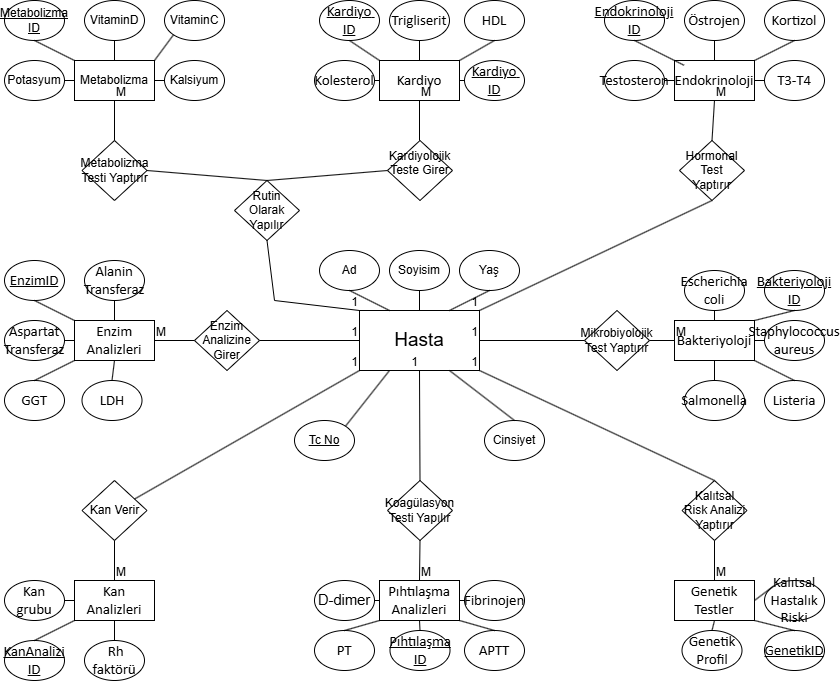 Metabolizma
ID
VitaminD
VitaminC
Potasyum
Metabolizma
M
Kalsiyum
Kardiyo
ID
Trigliserit
HDL
Kolesterol
Kardiyo
M
Kardiyo
ID
Endokrinoloji
ID
Östrojen
Kortizol
Testosteron
Endokrinoloji
M
T3-T4
Metabolizma
Testi Yaptırır
Kardiyolojik
Teste Girer
Hormonal
Test
Yaptırır
Rutin
Olarak
Yapılır
EnzimID
Alanin
Transferaz
Aspartat
Transferaz
Enzim
Analizleri
M
GGT
LDH
Enzim
Analizine
Girer
Ad
Soyisim
Yaş
1
1
1
Hasta
1
1
1
1
Tc No
Cinsiyet
Mikrobiyolojik
Test Yaptırır
Escherichia
coli
Bakteriyoloji
ID
M
Bakteriyoloji
Staphylococcus
aureus
Salmonella
Listeria
Kan Verir
Koagülasyon
Testi Yapılır
Kalıtsal
Risk Analizi
Yaptırır
M
Kan
grubu
Kan
Analizleri
KanAnalizi
ID
Rh
faktörü
M
D-dimer
Pıhtılaşma
Analizleri
Fibrinojen
PT
Pıhtılaşma
ID
APTT
M
Genetik
Testler
Kalıtsal
Hastalık
Riski
Genetik
Profil
GenetikID